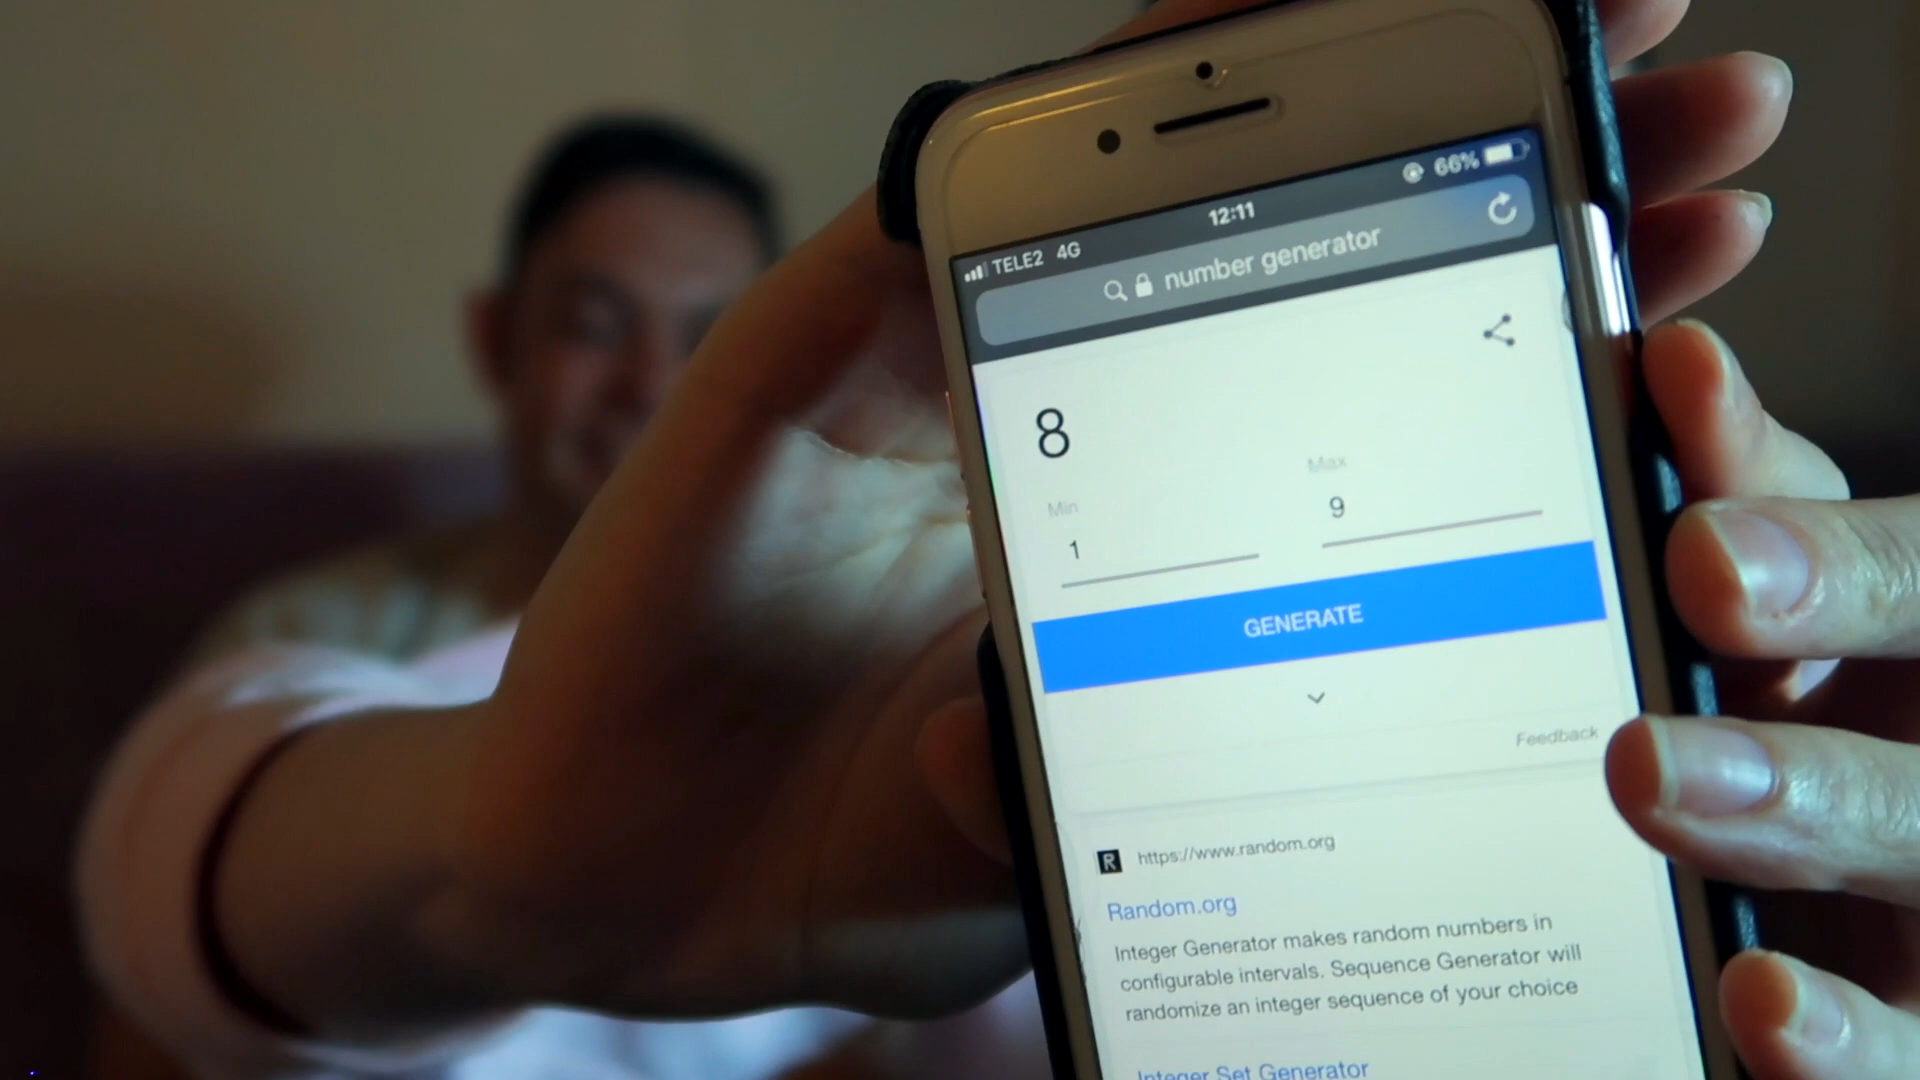 TELE2 4G 12:11 66%
number generator
8
Min Max
1 9
GENERATE
Feedback
R https://www.random.org
Random.org
Integer Generator makes random numbers in
configurable intervals. Sequence Generator will
randomize an integer sequence of your choice
Integer Set Generator